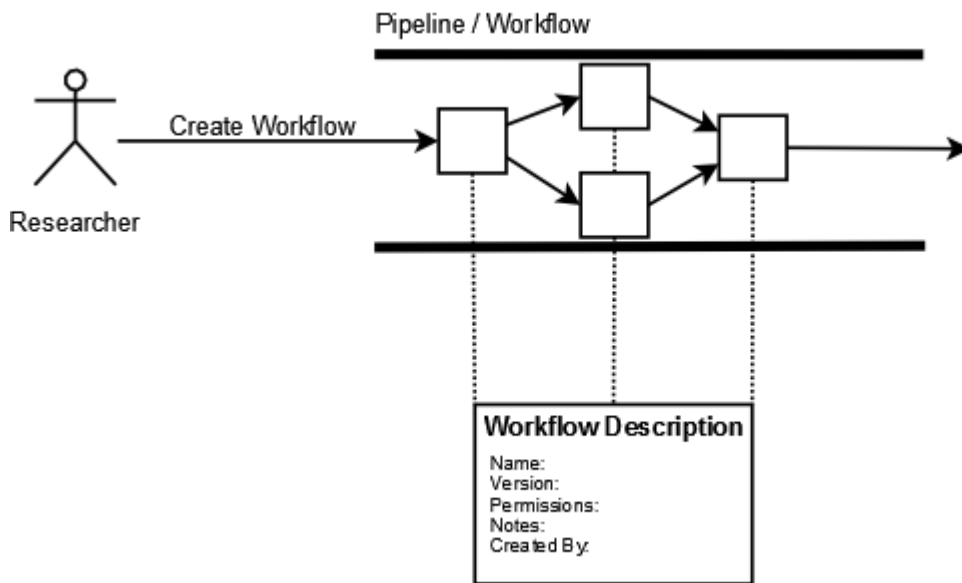 Pipeline / Workflow
Create Workflow
Researcher
Workflow Description
Name:
Version:
Permissions:
Notes:
Created By: